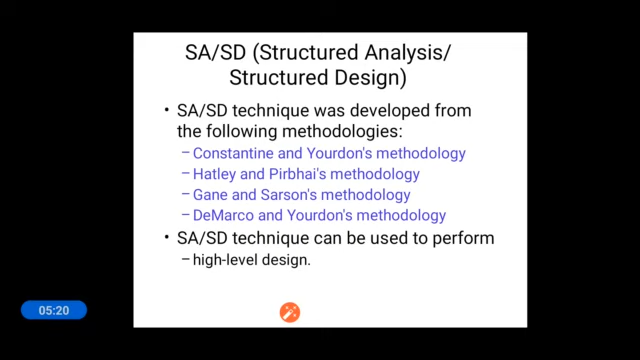 SA/SD (Structured Analysis/
Structured Design)
• SA/SD technique was developed from
the following methodologies:
– Constantine and Yourdon's methodology
– Hatley and Pirbhai's methodology
– Gane and Sarson's methodology
– DeMarco and Yourdon's methodology
• SA/SD technique can be used to perform
– high-level design.
05:20